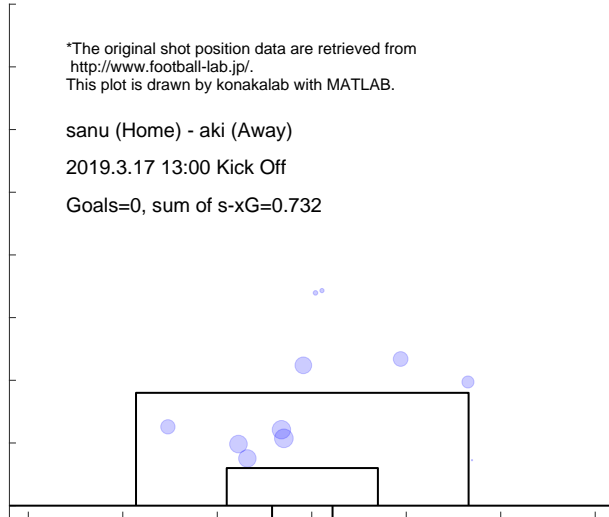 *The original shot position data are retrieved from
http://www.football-lab.jp/.
This plot is drawn by konakalab with MATLAB.
sanu (Home) - aki (Away)
2019.3.17 13:00 Kick Off
Goals=0, sum of s-xG=0.732